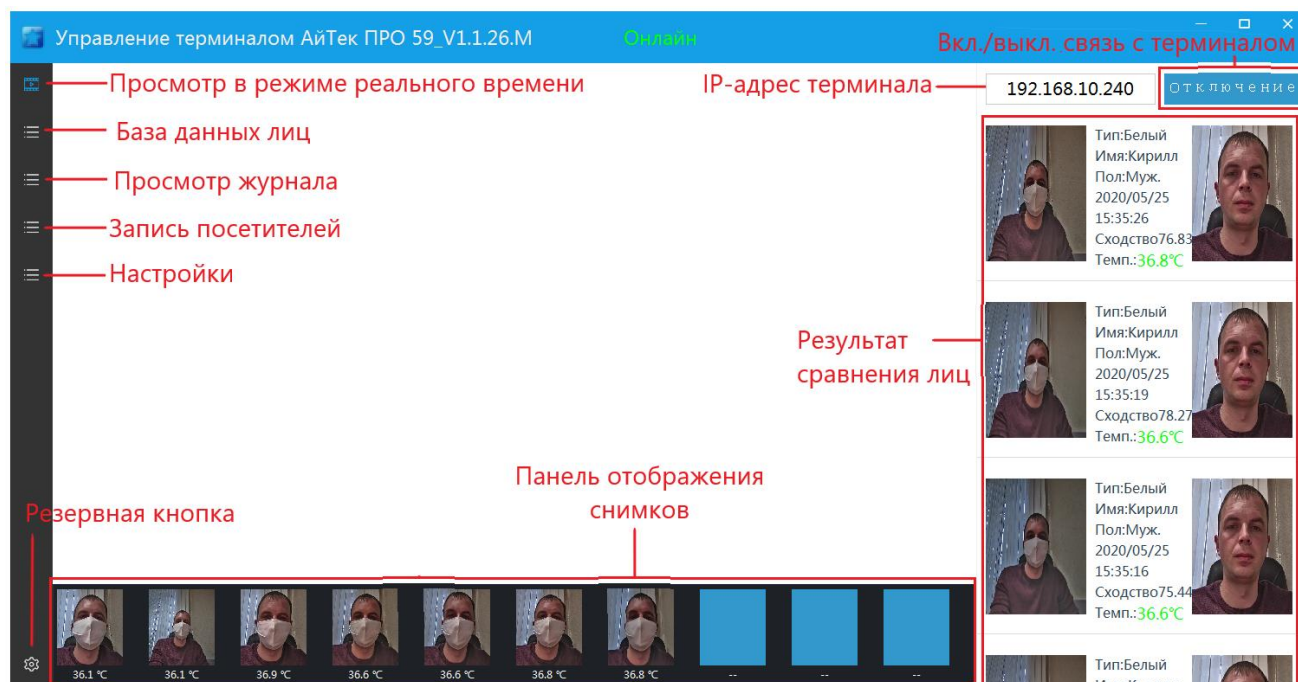 Управление терминалом АйТек ПРО 59_V1.1.26.M
Онлайн
Вкл./выкл. связь с терминалом
Просмотр в режиме реального времени
IP-адрес терминала
192.168.10.240
Отключение
База данных лиц
Просмотр журнала
Запись посетителей
Настройки
Тип:Белый
Имя:Кирилл
Пол:Муж.
2020/05/25
15:35:26
Сходство76.83
Темп.:36.8℃
Результат
сравнения лиц
Тип:Белый
Имя:Кирилл
Пол:Муж.
2020/05/25
15:35:19
Сходство78.27
Темп.:36.6℃
Панель отображения
снимков
Резервная кнопка
Тип:Белый
Имя:Кирилл
Пол:Муж.
2020/05/25
15:35:16
Сходство75.44
Темп.:36.6℃
36.1 ℃ 36.1 ℃ 36.9 ℃ 36.6 ℃ 36.6 ℃ 36.8 ℃ 36.8 ℃ -- -- --
Тип:Белый